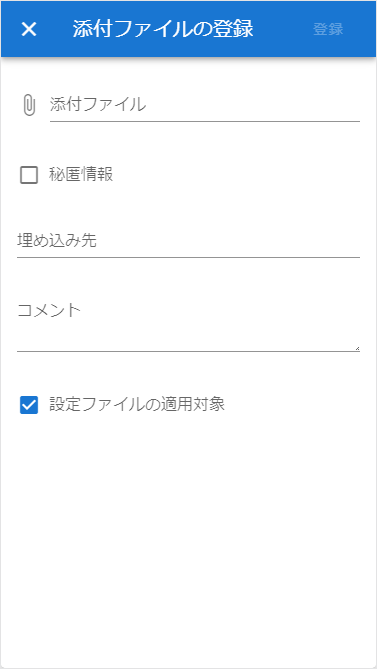 添付ファイルの登録
登録
添付ファイル
秘匿情報
埋め込み先
コメント
設定ファイルの適用対象